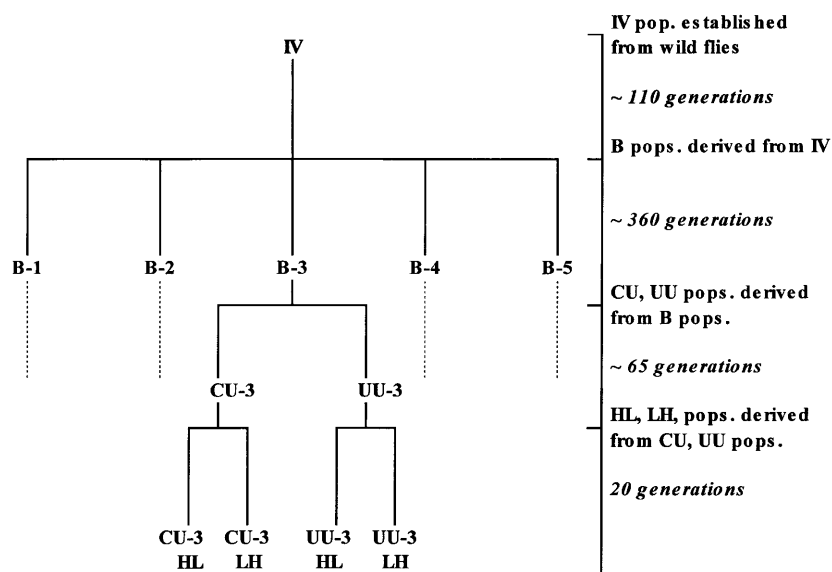 IV
IV pop. established
from wild flies
~ 110 generations
B pops. derived from IV
~ 360 generations
B-1 B-2 B-3 B-4 B-5
CU, UU pops. derived
from B pops.
~ 65 generations
CU-3 UU-3
HL, LH, pops. derived
from CU, UU pops.
20 generations
CU-3 CU-3 UU-3 UU-3
HL LH HL LH